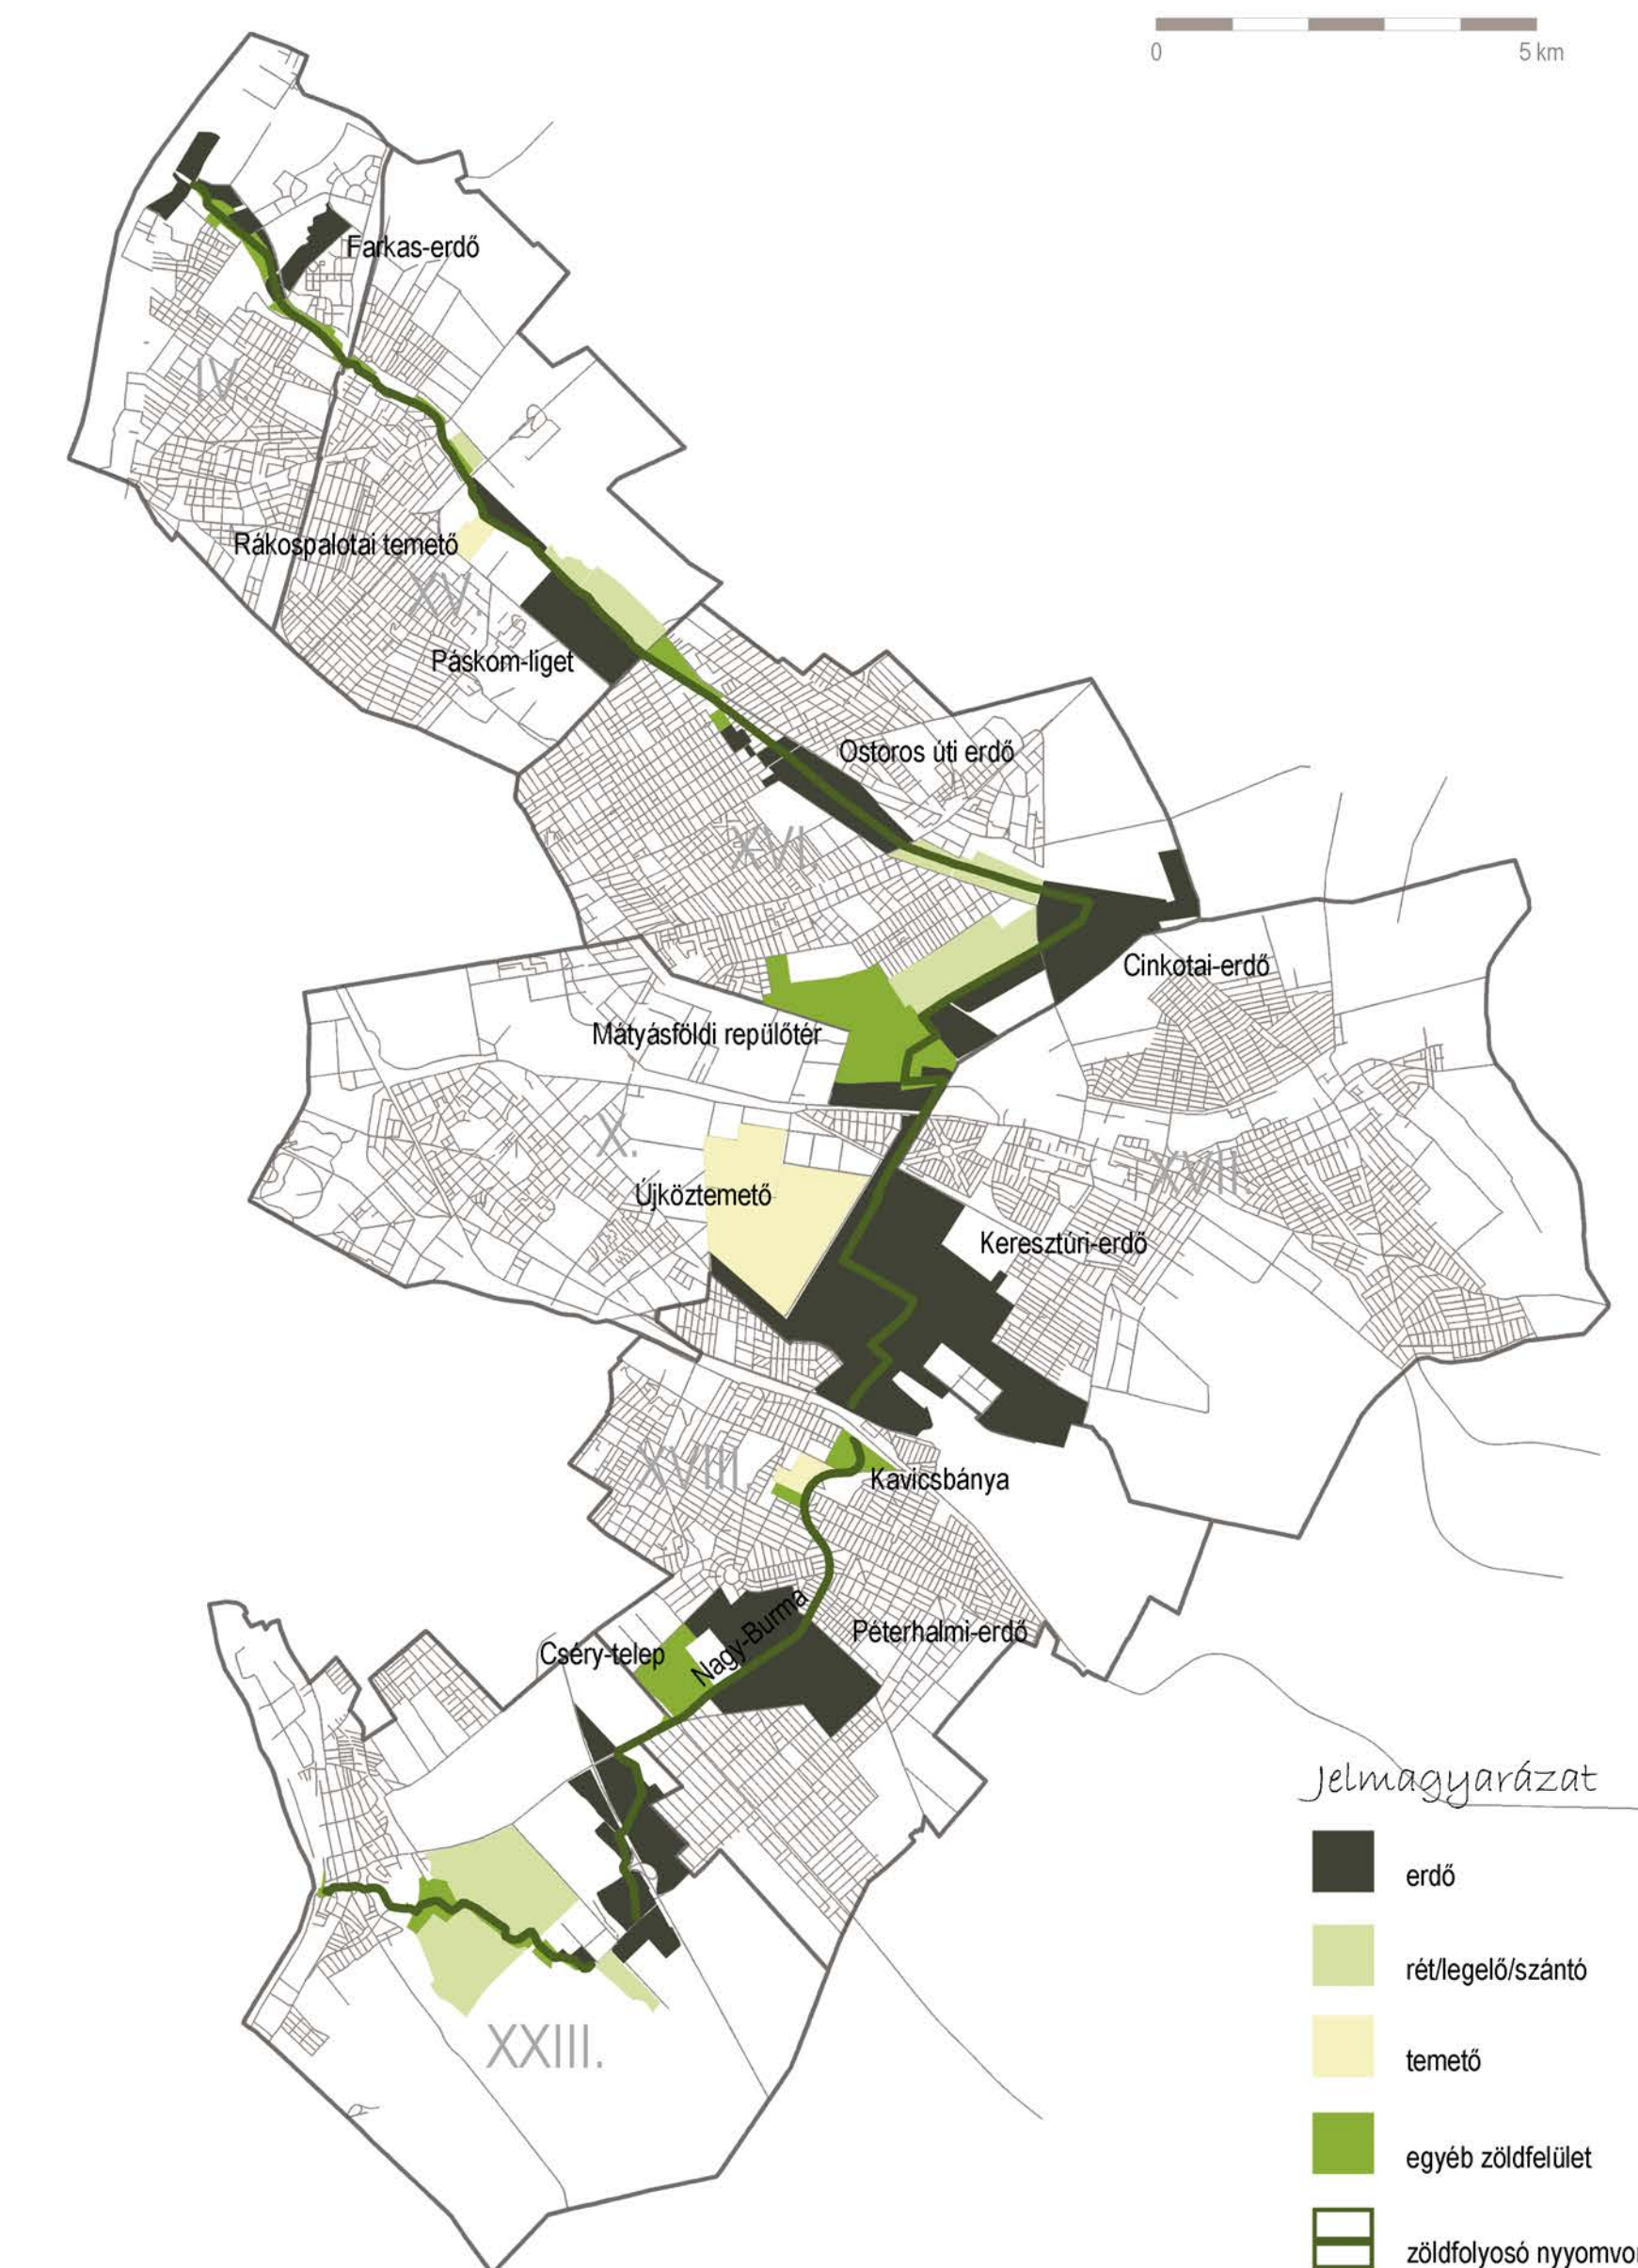 0 5 km
Farkas-erdő
IV.
Rákospalotai temető
XV.
Páskom-liget
Ostoros úti erdő
XVI.
Cinkotai-erdő
Mátyásföldi repülőtér
X.
XVII.
Újköztemető
Keresztúri-erdő
XVIII.
Kavicsbánya
Nagy-Burma
Péterhalmi-erdő
Cséry-telep
XXIII.
Jelmagyarázat
erdő
rét/legelő/szántó
temető
egyéb zöldfelület
zöldfolyosó